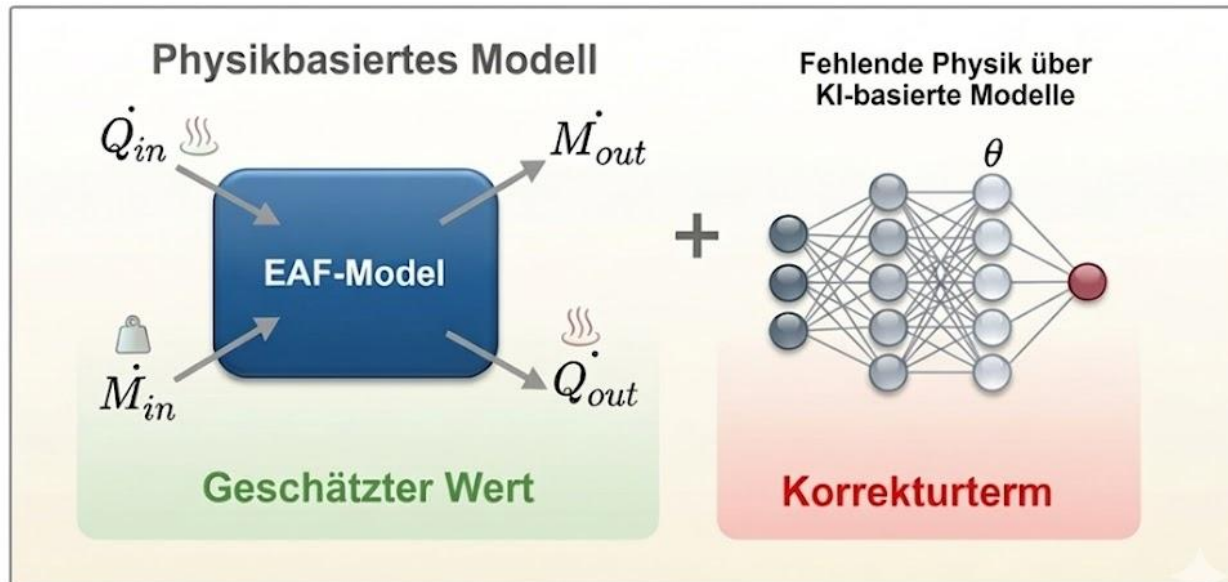 Physikbasiertes Modell
Q̇in
Ṁout
EAF-Model
Ṁin
Q̇out
Geschätzter Wert
+
Fehlende Physik über
KI-basierte Modelle
θ
Korrekturterm